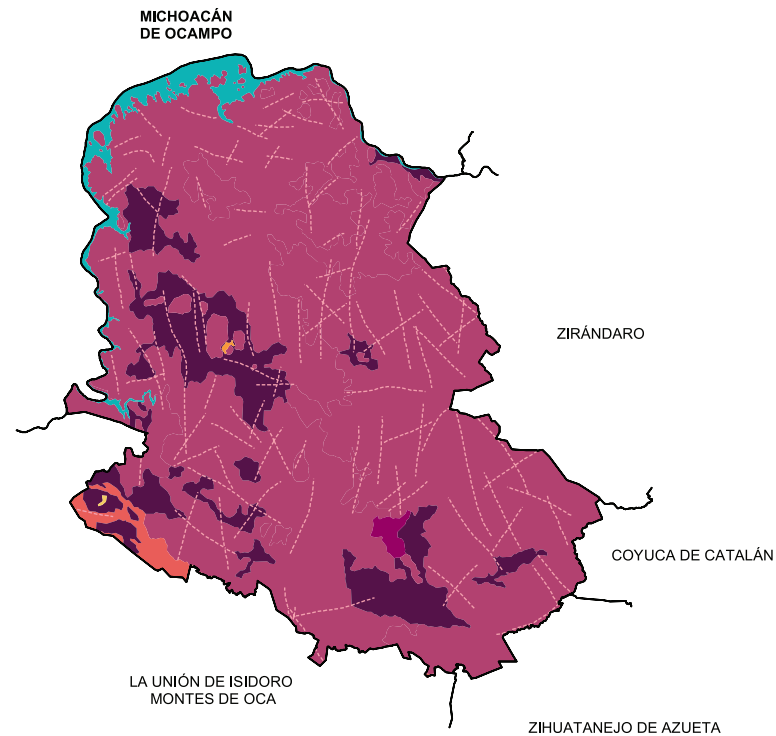 MICHOACÁN
DE OCAMPO
ZIRÁNDARO
COYUCA DE CATALÁN
LA UNIÓN DE ISIDORO
MONTES DE OCA
ZIHUATANEJO DE AZUETA